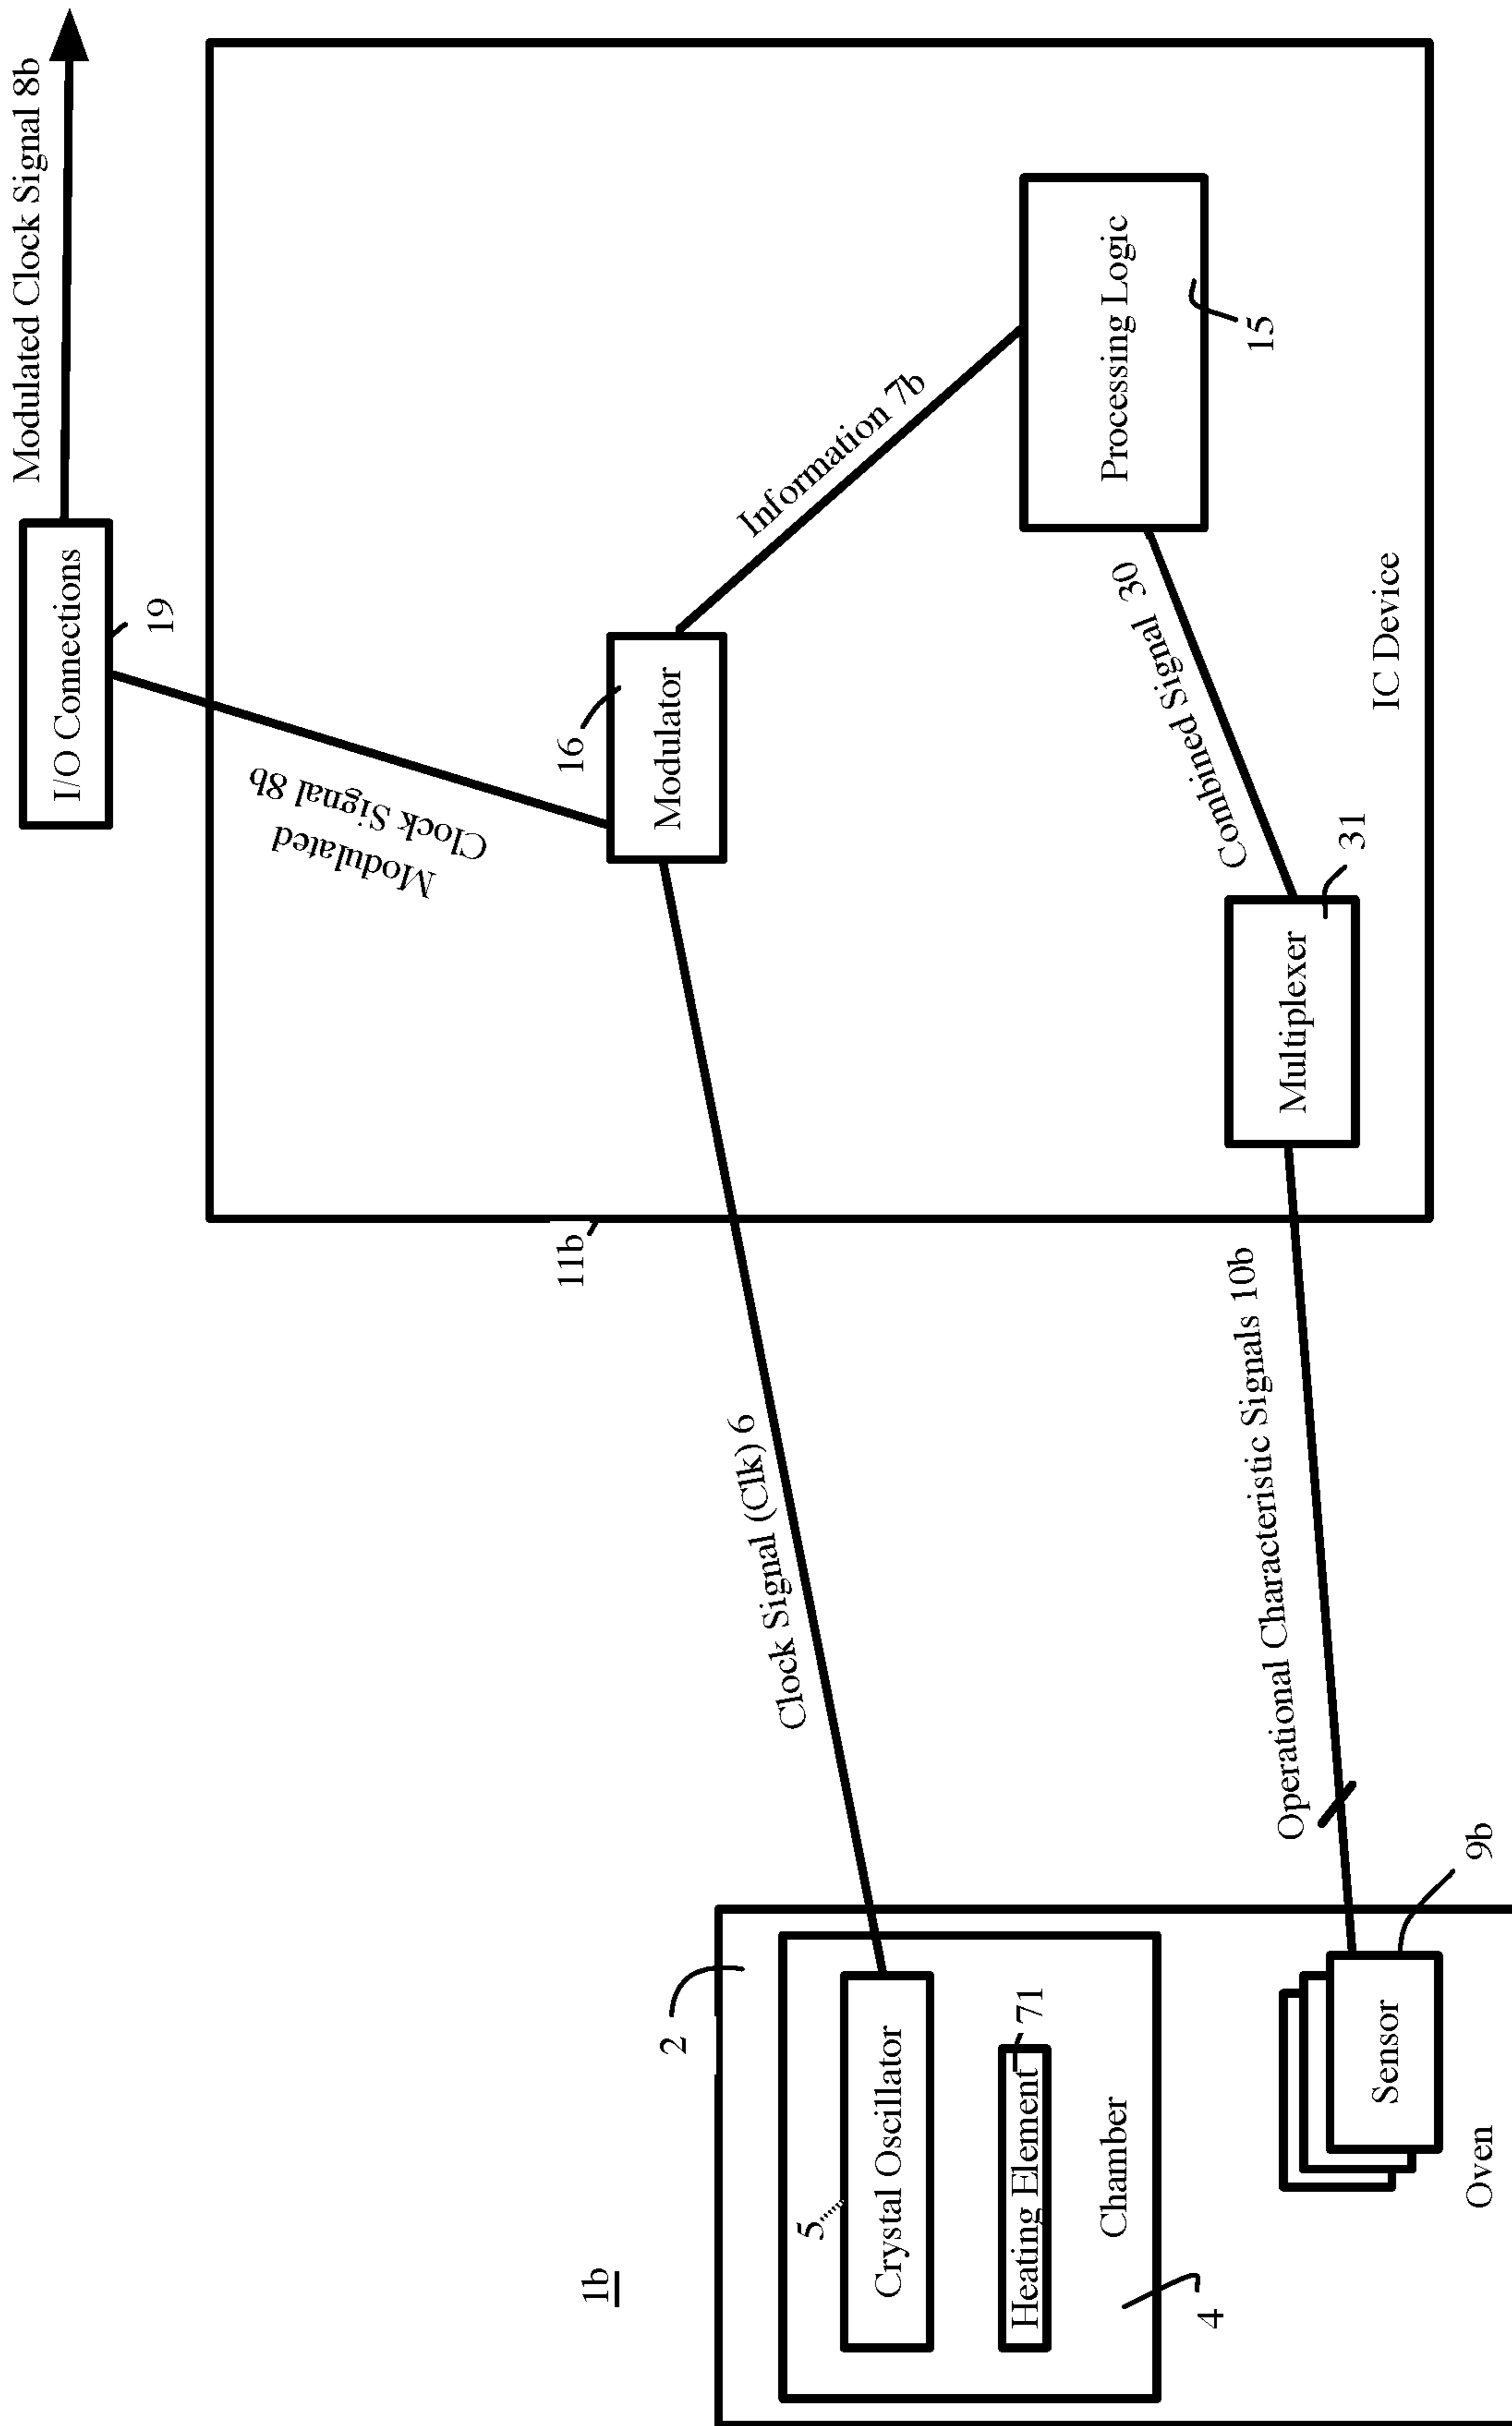 1b
2
5
Crystal Oscillator
Heating Element
71
Chamber
4
Sensor
9b
Oven
Clock Signal (Clk) 6
Operational Characteristic Signals 10b
11b
Modulated
Clock Signal 8b
I/O Connections
19
Modulated Clock Signal 8b
16
Modulator
Information 7b
Processing Logic
15
Combined Signal 30
Multiplexer
31
IC Device